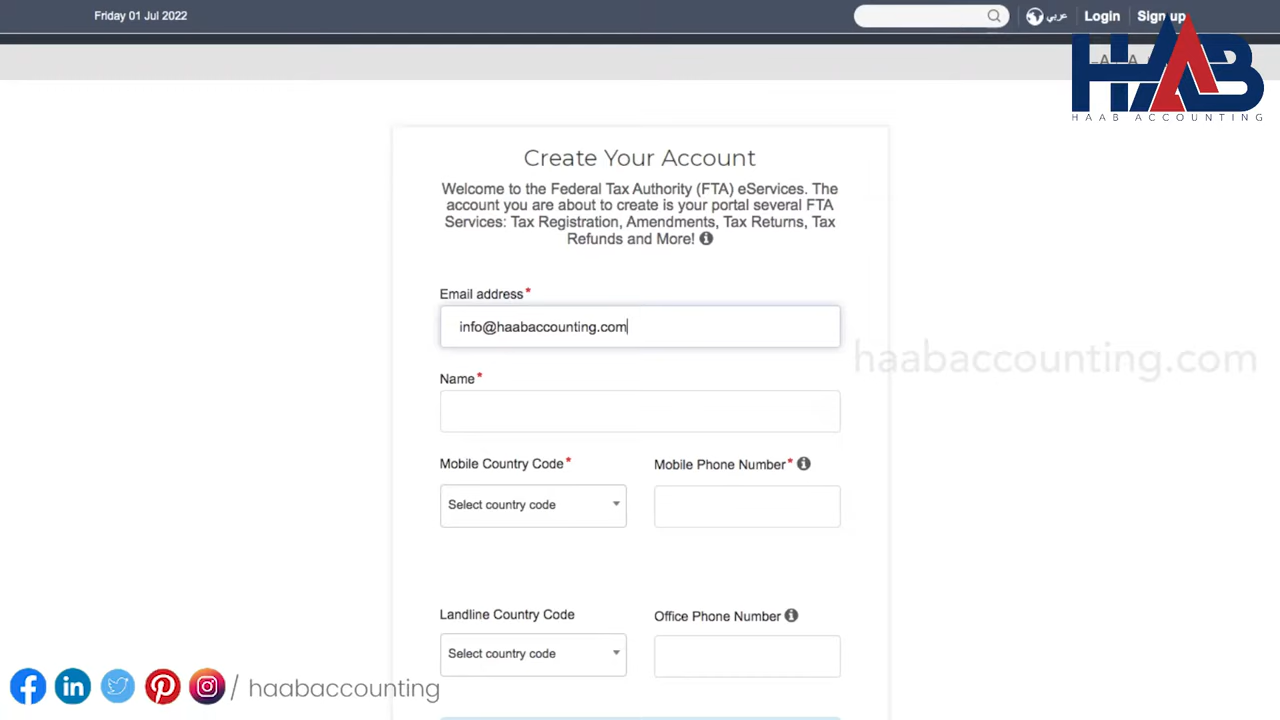 Friday 01 Jul 2022
عربي
Login
Sign up
HAAB
HAAB ACCOUNTING
Create Your Account
Welcome to the Federal Tax Authority (FTA) eServices. The
account you are about to create is your portal several FTA
Services: Tax Registration, Amendments, Tax Returns, Tax
Refunds and More!
Email address*
info@haabaccounting.com
haabaccounting.com
Name*
Mobile Country Code*
Mobile Phone Number*
Select country code
Landline Country Code
Office Phone Number
Select country code
/ haabaccounting